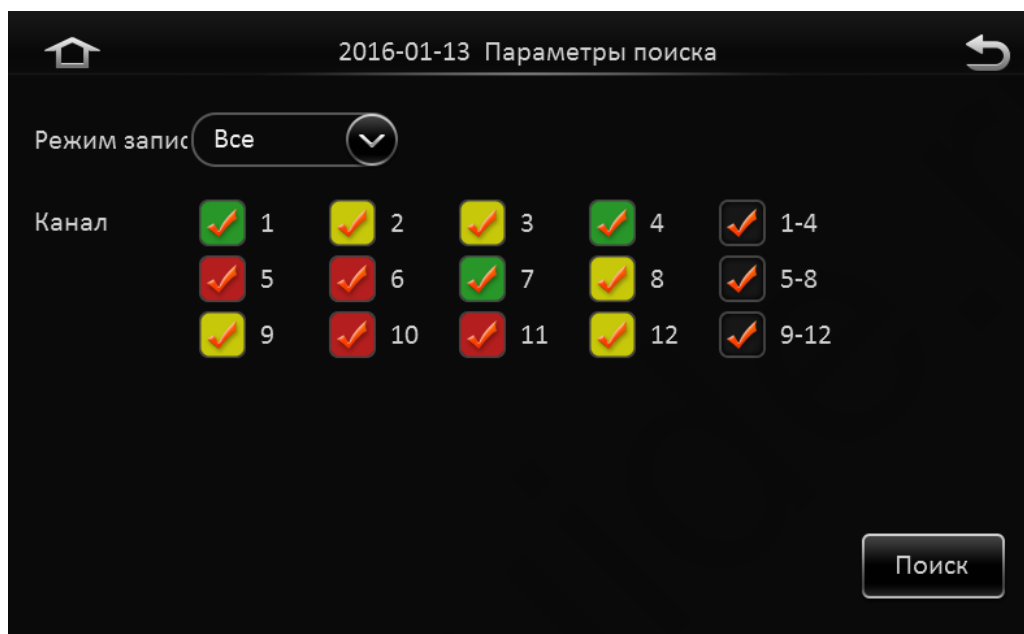 2016-01-13 Параметры поиска
Режим запис Все
Канал 1 2 3 4 1-4
5 6 7 8 5-8
9 10 11 12 9-12
Поиск